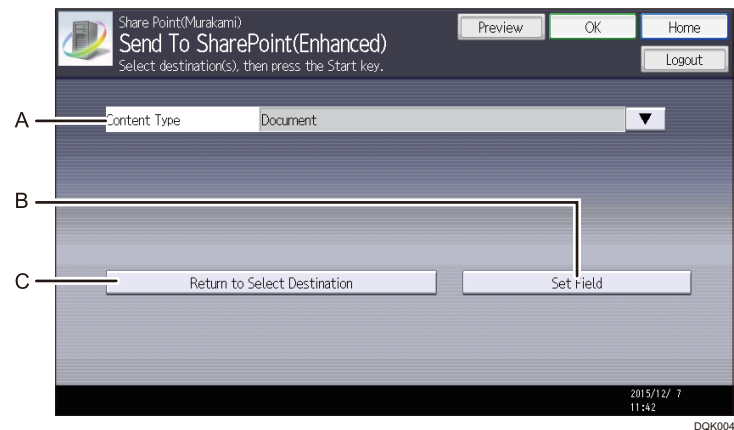 Share Point(Murakami)
Send To SharePoint(Enhanced)
Select destination(s), then press the Start key.
Preview
OK
Home
Logout
A
Content Type
Document
▼
B
C
Return to Select Destination
Set Field
2015/12/ 7
11:42
DQK004